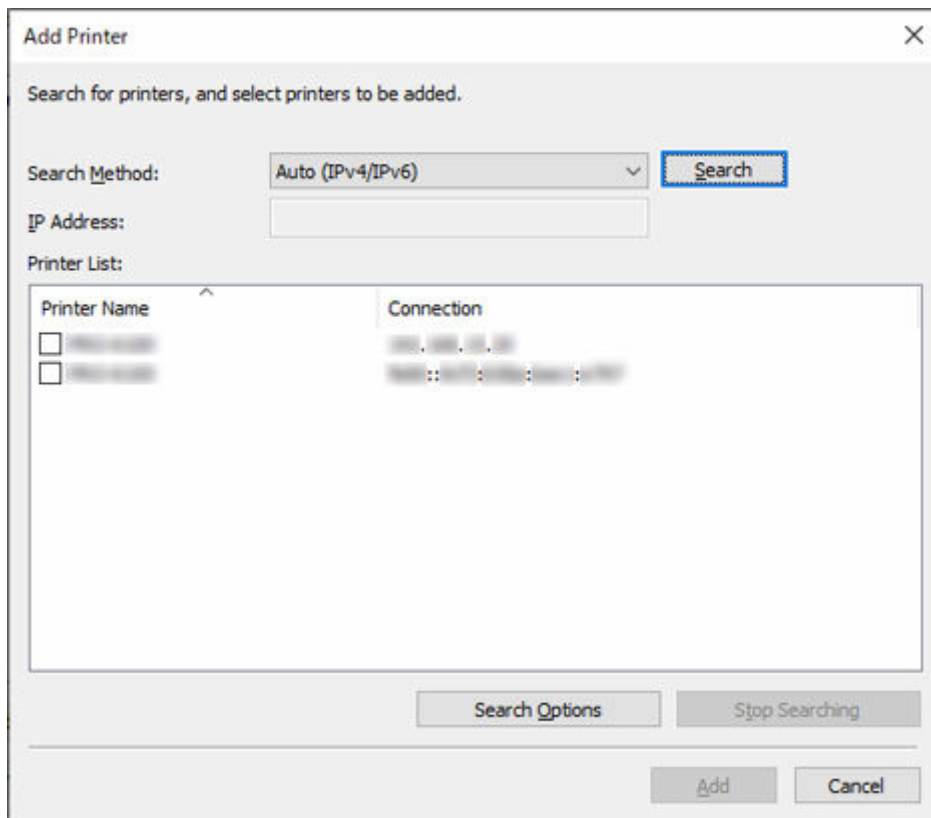 Add Printer
Search for printers, and select printers to be added.
Search Method: Auto (IPv4/IPv6) Search
IP Address:
Printer List:
Printer Name Connection
Search Options Stop Searching
Add Cancel